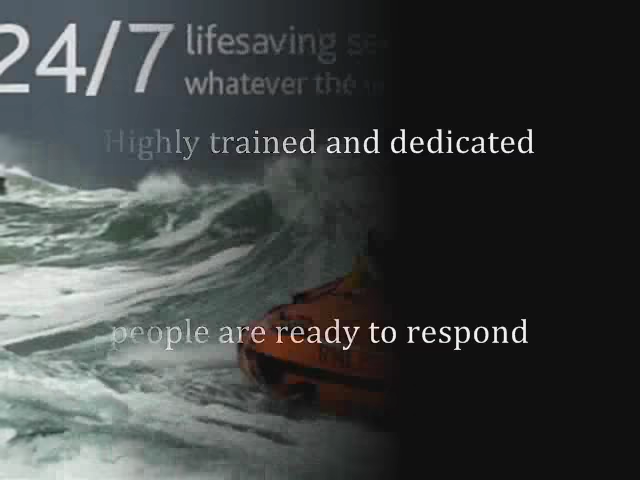 24/7 lifesaving
whatever the
Highly trained and dedicated
people are ready to respond